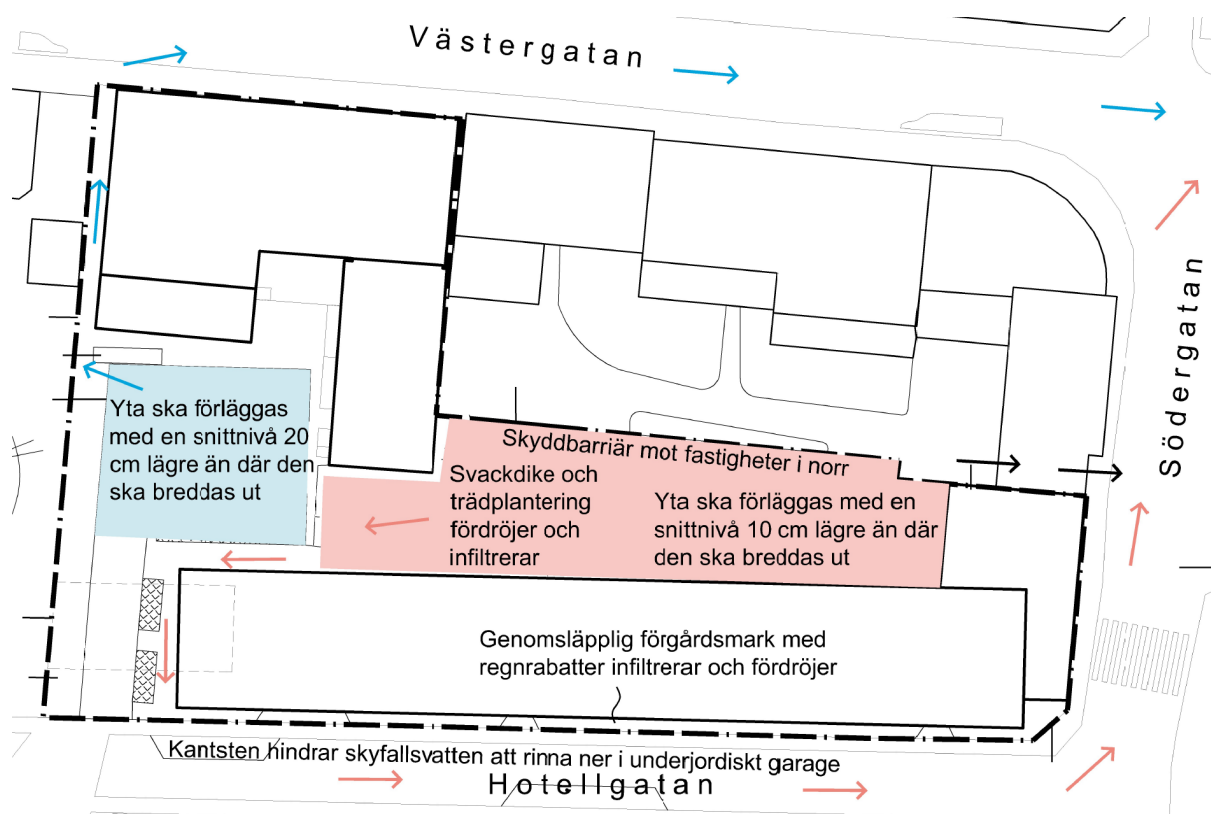 Västergatan
Södergatan
Yta ska förläggas
med en snittnivå 20
cm lägre än där den
ska breddas ut
Skyddbarriär mot fastigheter i norr
Svackdike och
trädplantering
fördröjer och
infiltrerar
Yta ska förläggas med en
snittnivå 10 cm lägre än där
den ska breddas ut
Genomsläpplig förgårdsmark med
regnrabatter infiltrerar och fördröjer
Kantsten hindrar skyfallsvatten att rinna ner i underjordiskt garage
Hotellgatan